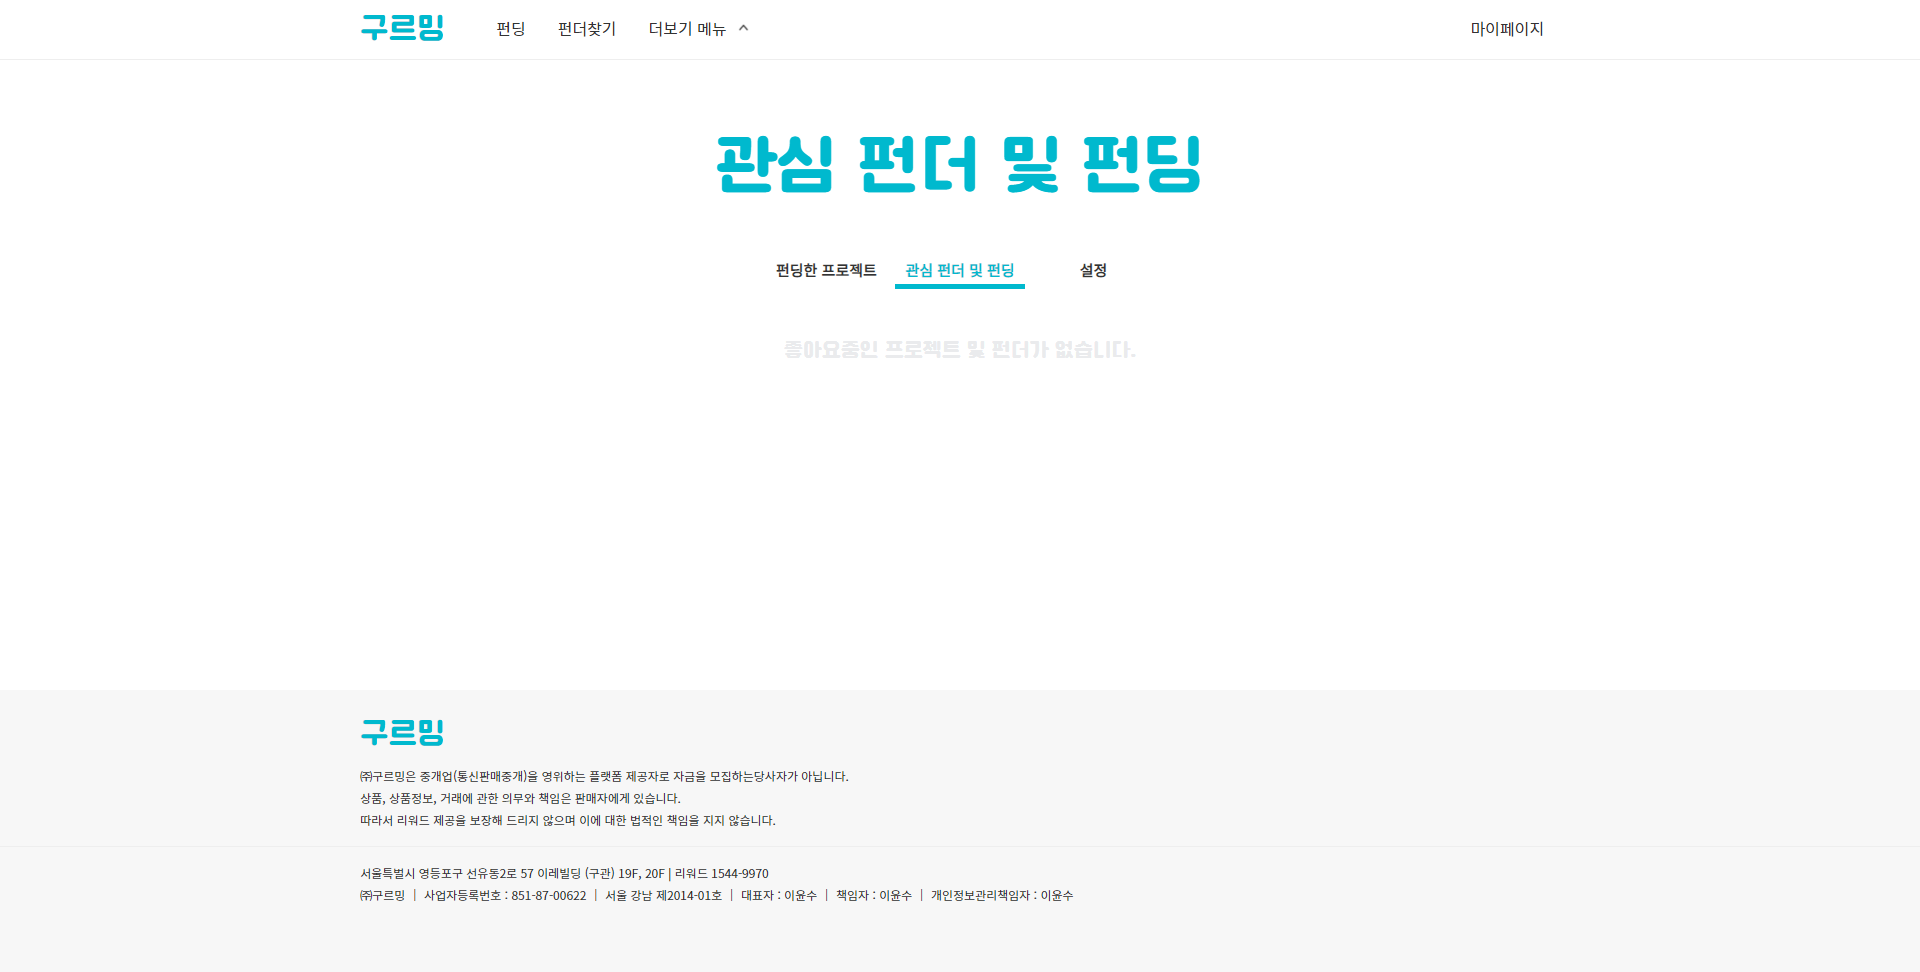 구르밍 펀딩 펀더찾기 더보기 메뉴 마이페이지
관심 펀더 및 펀딩
펀딩한 프로젝트 관심 펀더 및 펀딩 설정
좋아요중인 프로젝트 및 펀더가 없습니다.
구르밍
㈜구르밍은 중개업(통신판매중개)을 영위하는 플랫폼 제공자로 자금을 모집하는당사자가 아닙니다.
상품, 상품정보, 거래에 관한 의무와 책임은 판매자에게 있습니다.
따라서 리워드 제공을 보장해 드리지 않으며 이에 대한 법적인 책임을 지지 않습니다.
서울특별시 영등포구 선유동2로 57 이레빌딩 (구관) 19F, 20F | 리워드 1544-9970
㈜구르밍 | 사업자등록번호 : 851-87-00622 | 서울 강남 제2014-01호 | 대표자 : 이윤수 | 책임자 : 이윤수 | 개인정보관리책임자 : 이윤수